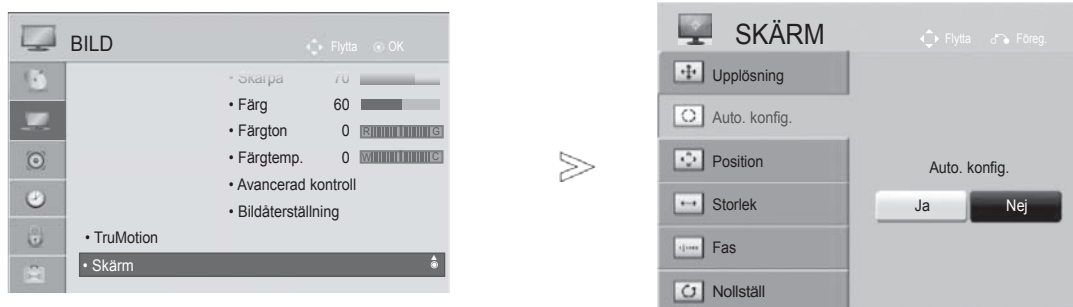 BILD
Flytta OK
• Skärpa 70
• Färg 60
• Färgton 0 R G
• Färgtemp. 0 W C
• Avancerad kontroll
• Bildåterställning
• TruMotion
• Skärm
SKÄRM
Flytta Föreg.
Upplösning
Auto. konfig.
Position
Storlek
Fas
Nollställ
Auto. konfig.
Ja Nej